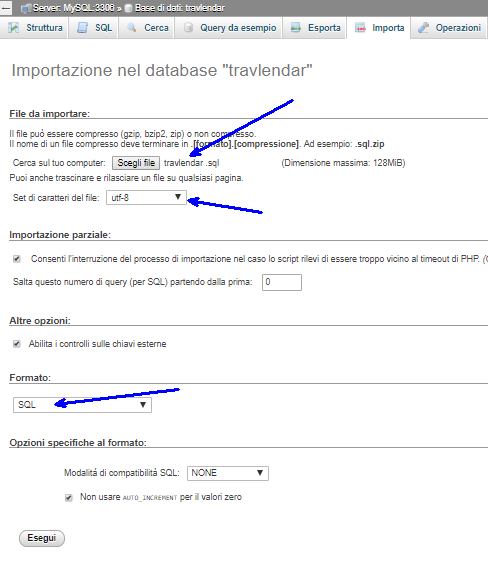 Server: MySQL:3306 » Base di dati: travlendar
Struttura SQL Cerca Query da esempio Esporta Importa Operazioni
Importazione nel database "travlendar"
File da importare:
Il file può essere compresso (gzip, bzip2, zip) o non compresso.
Il nome di un file compresso deve terminare in .[formato].[compressione]. Ad esempio: .sql.zip
Cerca sul tuo computer: Scegli file travlendar .sql (Dimensione massima: 128MiB)
Puoi anche trascinare e rilasciare un file su qualsiasi pagina.
Set di caratteri del file: utf-8
Importazione parziale:
Consenti l'interruzione del processo di importazione nel caso lo script rilevi di essere troppo vicino al timeout di PHP.
Salta questo numero di query (per SQL) partendo dalla prima: 0
Altre opzioni:
Abilita i controlli sulle chiavi esterne
Formato:
SQL
Opzioni specifiche al formato:
Modalitá di compatibilitá SQL: NONE
Non usare AUTO_INCREMENT per il valori zero
Esegui